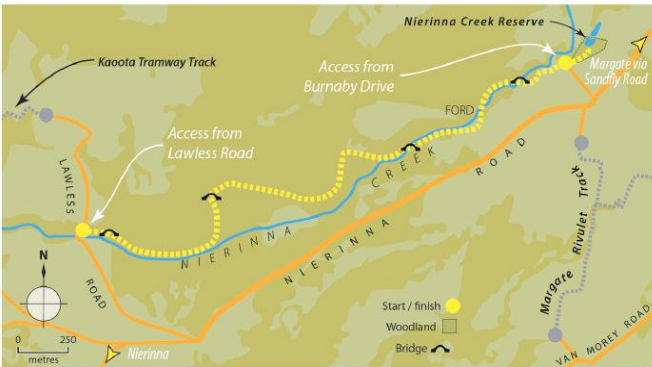 Nierinna Creek Reserve
Kaoota Tramway Track
Access from
Burnaby Drive
Margate via
Sandfly Road
FORD
Access from
Lawless Road
LAWLESS
ROAD
NIERINNA
CREEK
NIERINNA
ROAD
Margate Rivulet Track
N
0 250
metres
Nierinna
Start / finish
Woodland
Bridge
VAN MOREY ROAD